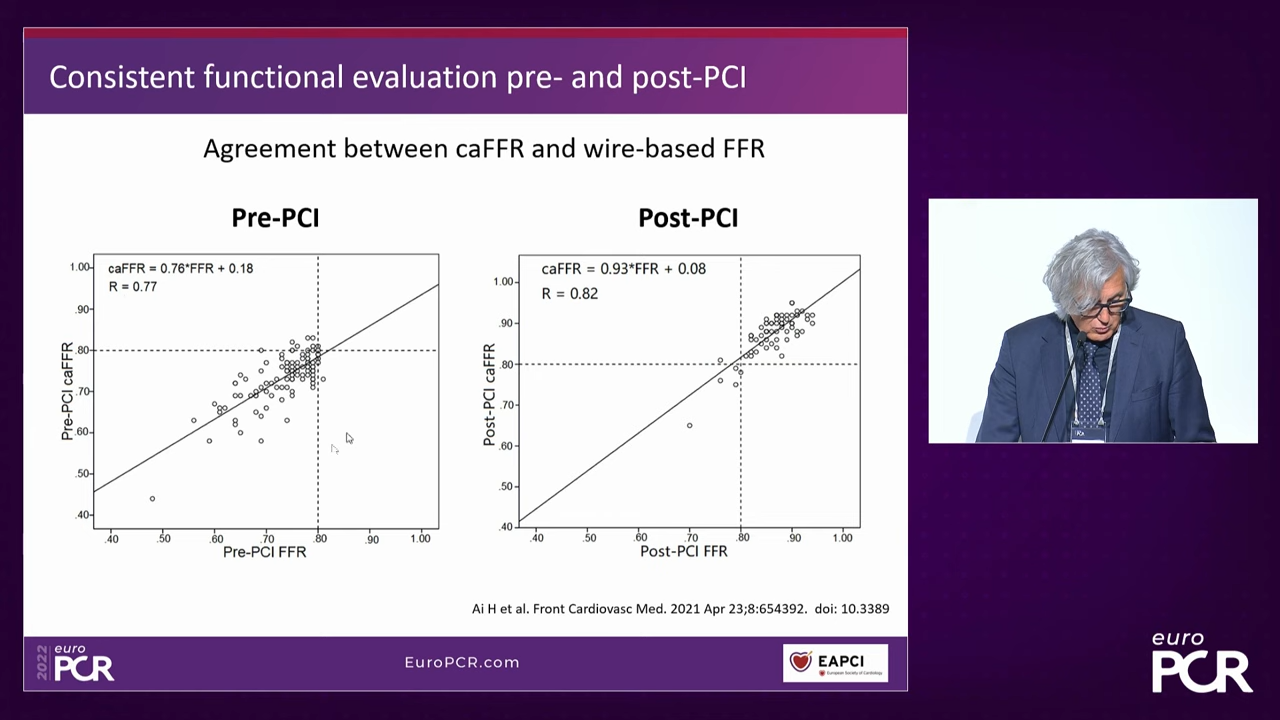 Consistent functional evaluation pre- and post-PCI
Agreement between caFFR and wire-based FFR
Pre-PCI
Post-PCI
caFFR = 0.76*FFR + 0.18
R = 0.77
1.00
.90
.80
.70
.60
.50
.40
Pre-PCI caFFR
.40 .50 .60 .70 .80 .90 1.00
Pre-PCI FFR
caFFR = 0.93*FFR + 0.08
R = 0.82
1.00
.90
.80
.70
.60
.50
.40
Post-PCI caFFR
.40 .50 .60 .70 .80 .90 1.00
Post-PCI FFR
Ai H et al. Front Cardiovasc Med. 2021 Apr 23;8:654392. doi: 10.3389
2022
euro
PCR
EuroPCR.com
EAPCI
European Society of Cardiology
euro
PCR